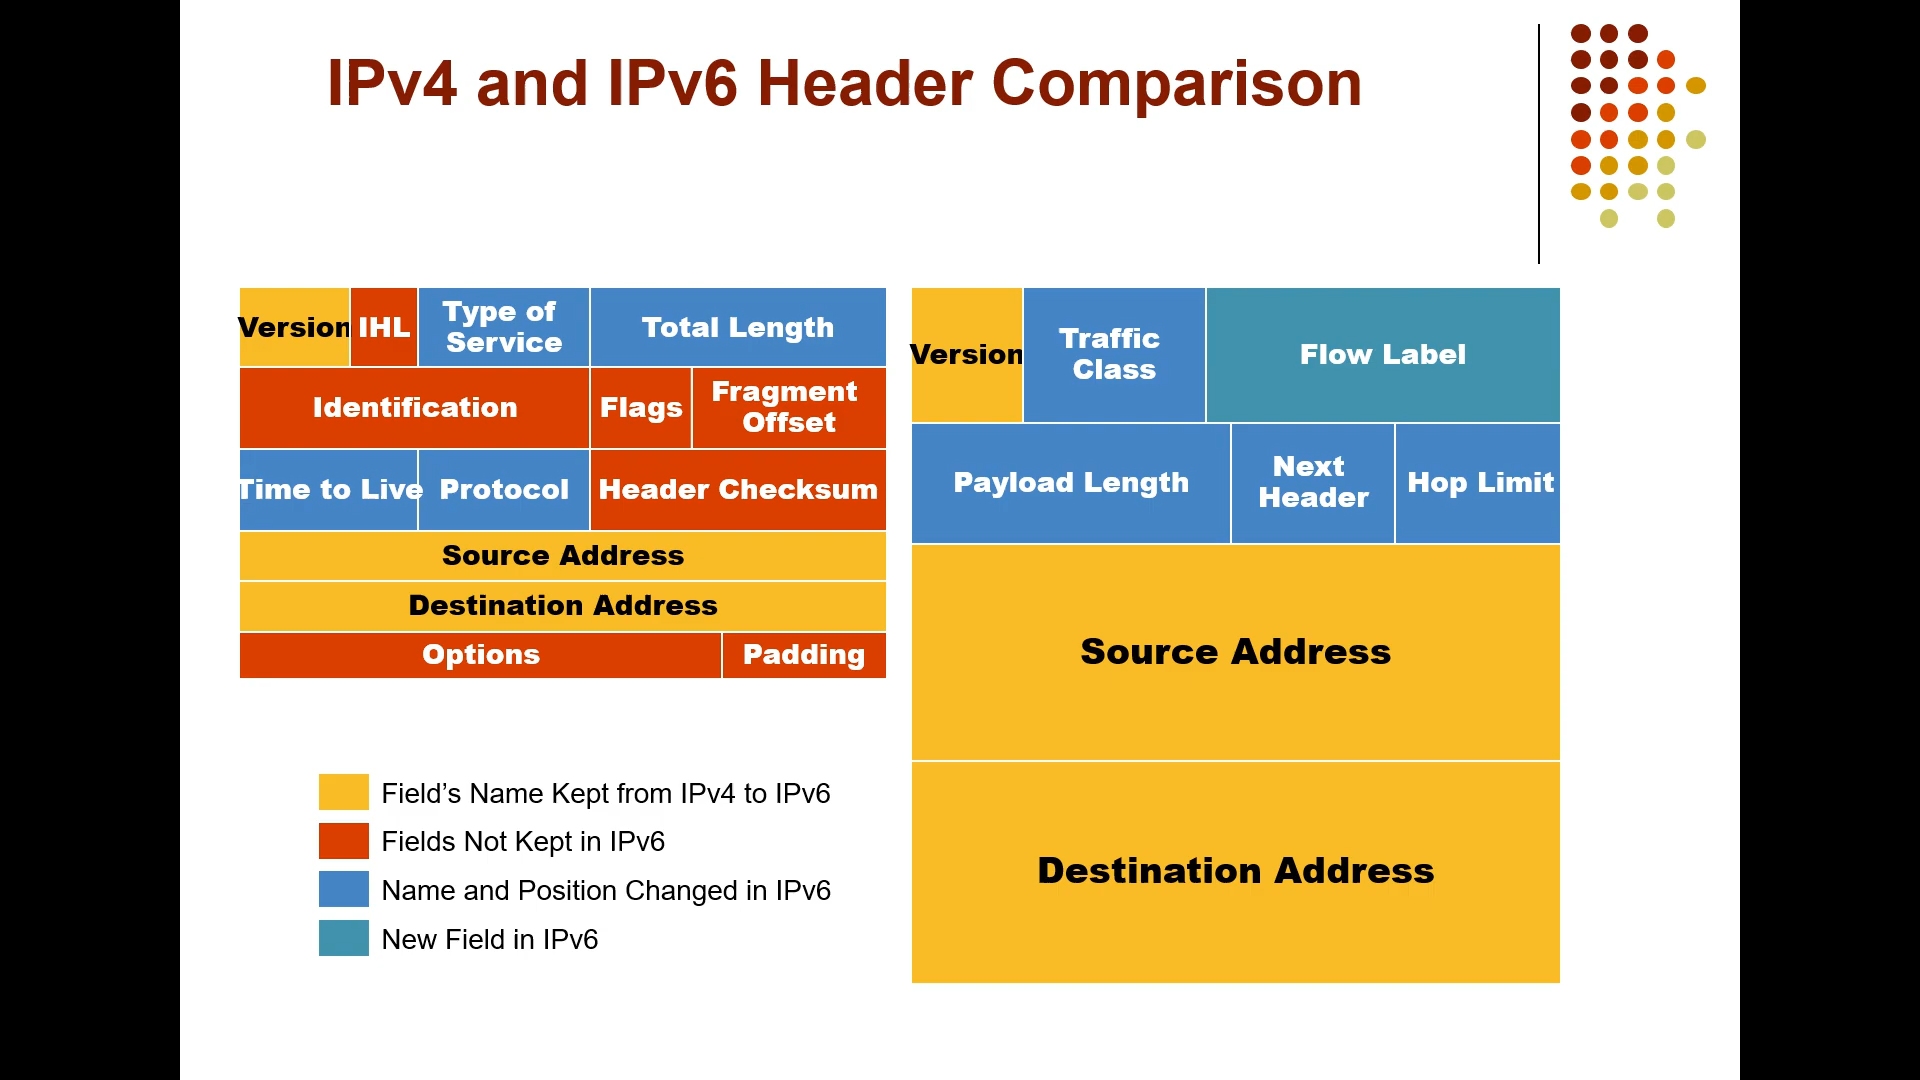 IPv4 and IPv6 Header Comparison
Version
IHL
Type of
Service
Total Length
Identification
Flags
Fragment
Offset
Time to Live
Protocol
Header Checksum
Source Address
Destination Address
Options
Padding
Version
Traffic
Class
Flow Label
Payload Length
Next
Header
Hop Limit
Source Address
Destination Address
Field’s Name Kept from IPv4 to IPv6
Fields Not Kept in IPv6
Name and Position Changed in IPv6
New Field in IPv6